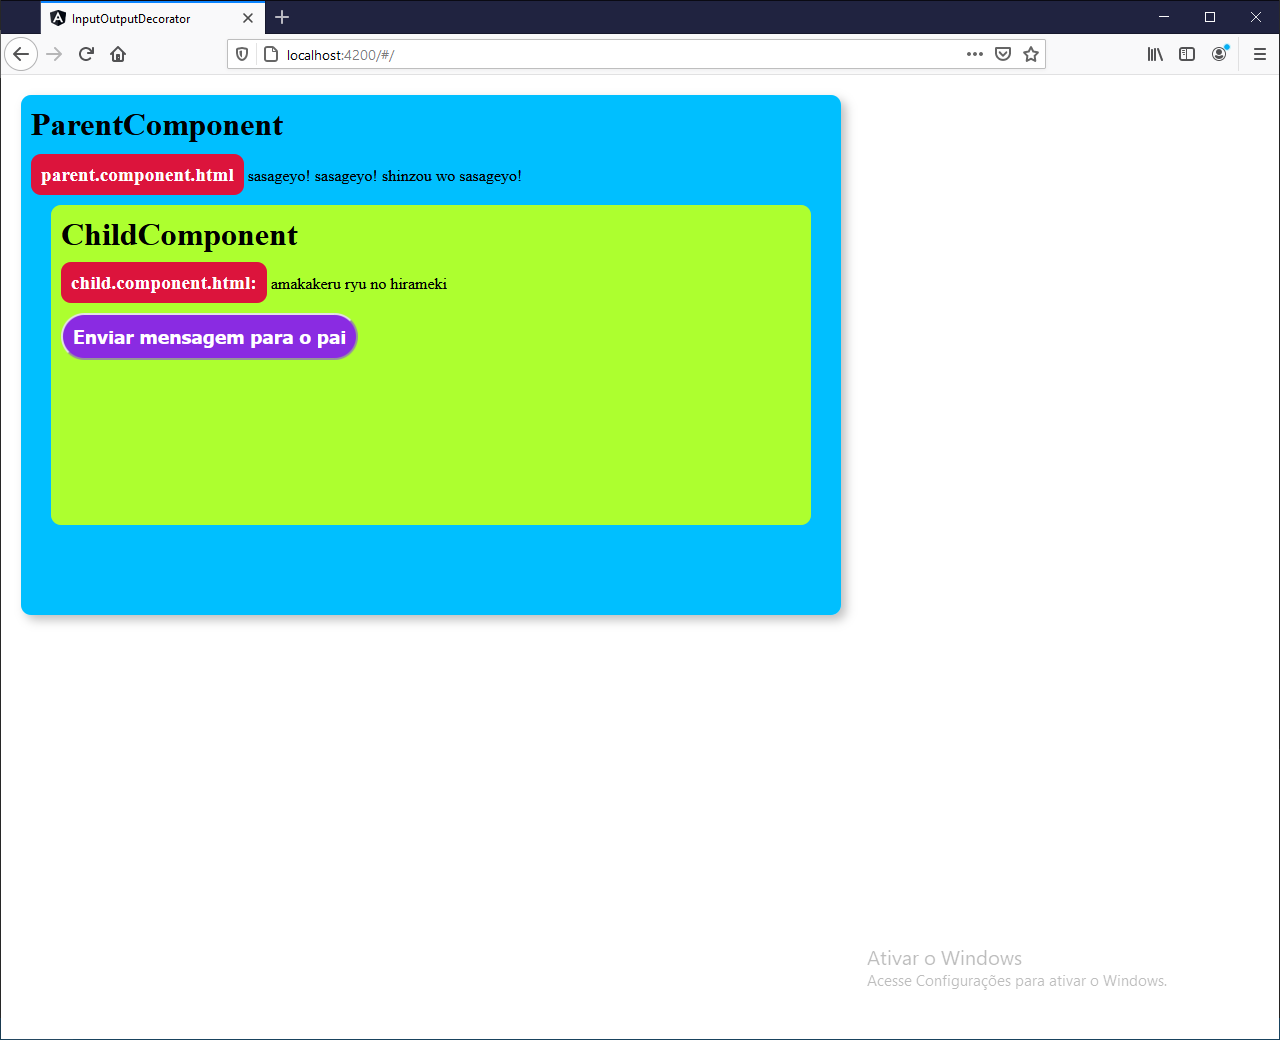 InputOutputDecorator
localhost:4200/#/
ParentComponent
parent.component.html sasageyo! sasageyo! shinzou wo sasageyo!
ChildComponent
child.component.html: amakakeru ryu no hirameki
Enviar mensagem para o pai
Ativar o Windows
Acesse Configurações para ativar o Windows.